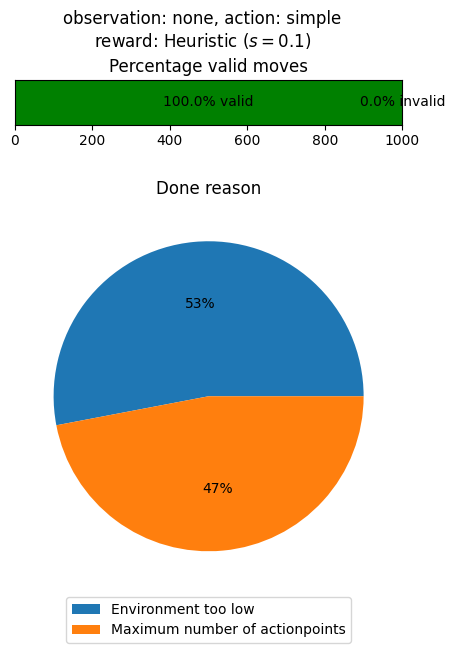 observation: none, action: simple
reward: Heuristic (s = 0.1)
Percentage valid moves
100.0% valid 0.0% invalid
0 200 400 600 800 1000
Done reason
53%
47%
Environment too low
Maximum number of actionpoints